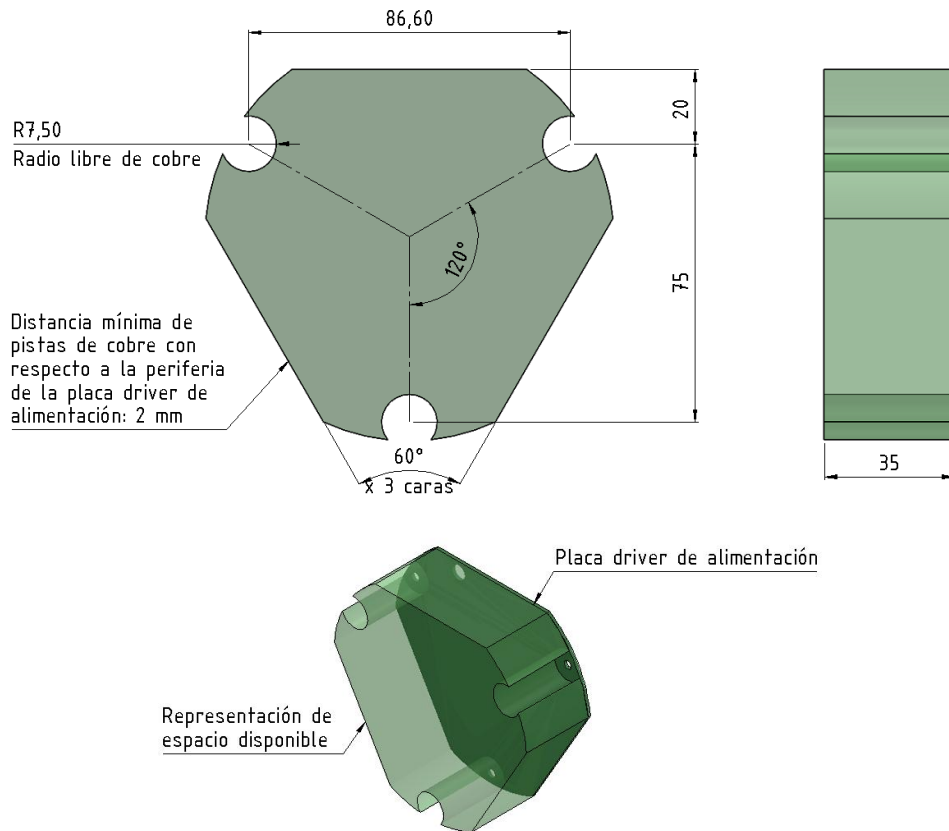 86,60
20
R7,50
Radio libre de cobre
120°
75
Distancia mínima de
pistas de cobre con
respecto a la periferia
de la placa driver de
alimentación: 2 mm
60°
x 3 caras
35
Placa driver de alimentación
Representación de
espacio disponible